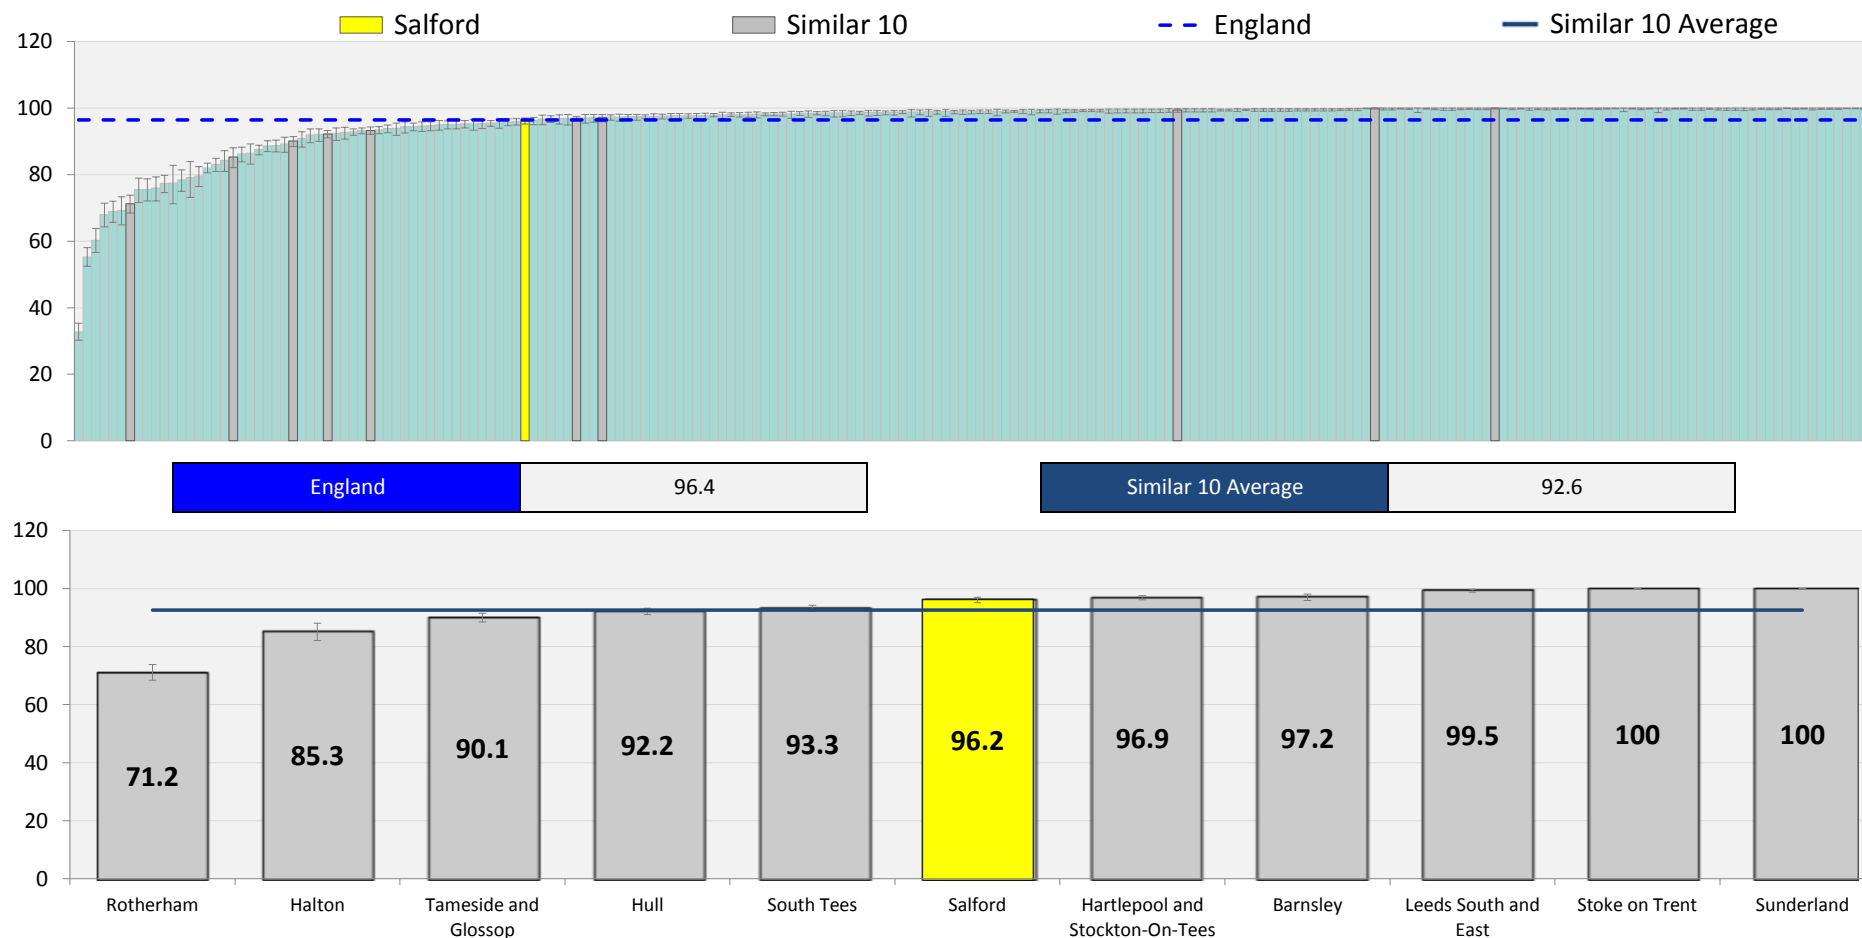 Salford Similar 10 England Similar 10 Average
120
100
80
60
40
20
0
England 96.4 Similar 10 Average 92.6
120
100
80
60
40
20
0
71.2 85.3 90.1 92.2 93.3 96.2 96.9 97.2 99.5 100 100
Rotherham Halton Tameside and Hull South Tees Salford Hartlepool and Barnsley Leeds South and Stoke on Trent Sunderland
Glossop Stockton-On-Tees East